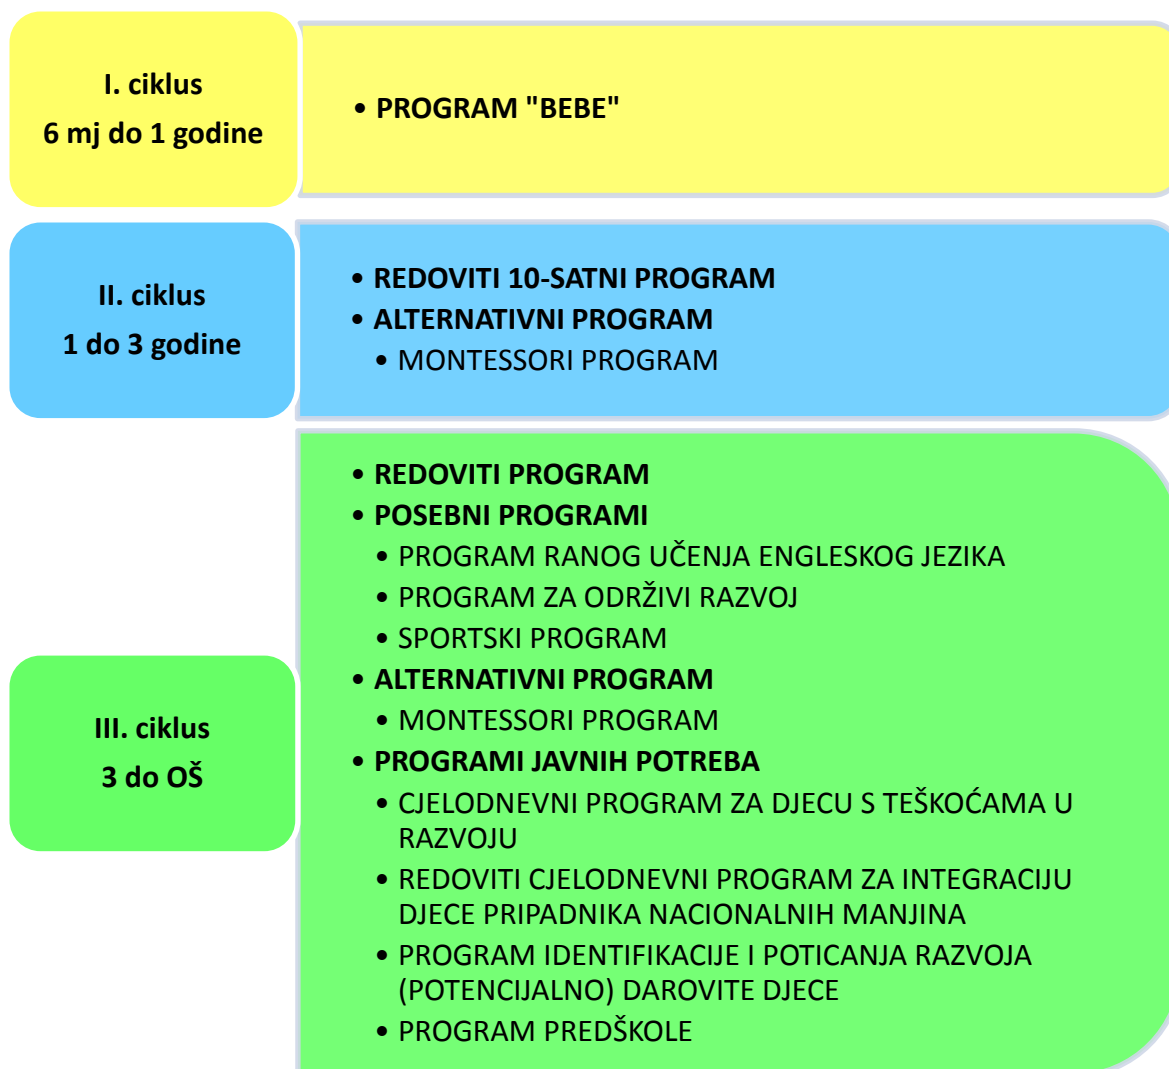 I. ciklus
6 mj do 1 godine
• PROGRAM "BEBE"
II. ciklus
1 do 3 godine
• REDOVITI 10-SATNI PROGRAM
• ALTERNATIVNI PROGRAM
• MONTESSORI PROGRAM
III. ciklus
3 do OŠ
• REDOVITI PROGRAM
• POSEBNI PROGRAMI
• PROGRAM RANOG UČENJA ENGLESKOG JEZIKA
• PROGRAM ZA ODRŽIVI RAZVOJ
• SPORTSKI PROGRAM
• ALTERNATIVNI PROGRAM
• MONTESSORI PROGRAM
• PROGRAMI JAVNIH POTREBA
• CJELODNEVNI PROGRAM ZA DJECU S TEŠKOĆAMA U
RAZVOJU
• REDOVITI CJELODNEVNI PROGRAM ZA INTEGRACIJU
DJECE PRIPADNIKA NACIONALNIH MANJINA
• PROGRAM IDENTIFIKACIJE I POTICANJA RAZVOJA
(POTENCIJALNO) DAROVITE DJECE
• PROGRAM PREDŠKOLE